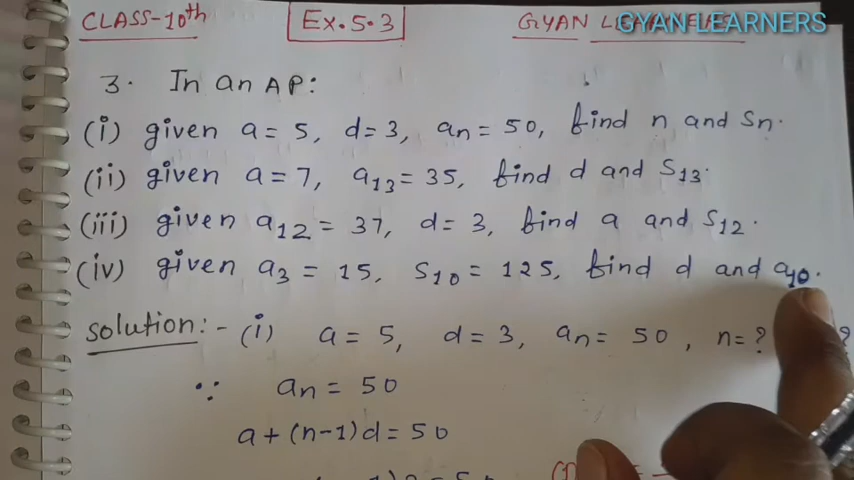 CLASS-10th Ex.5.3 GYAN LEARNERS
3. In an AP:
(i) given a = 5, d = 3, an = 50, find n and Sn.
(ii) given a = 7, a13 = 35, find d and S13.
(iii) given a12 = 37, d = 3, find a and S12.
(iv) given a3 = 15, S10 = 125, find d and a10.
Solution:- (i) a = 5, d = 3, an = 50, n = ? ?
∵ an = 50
a + (n-1)d = 50